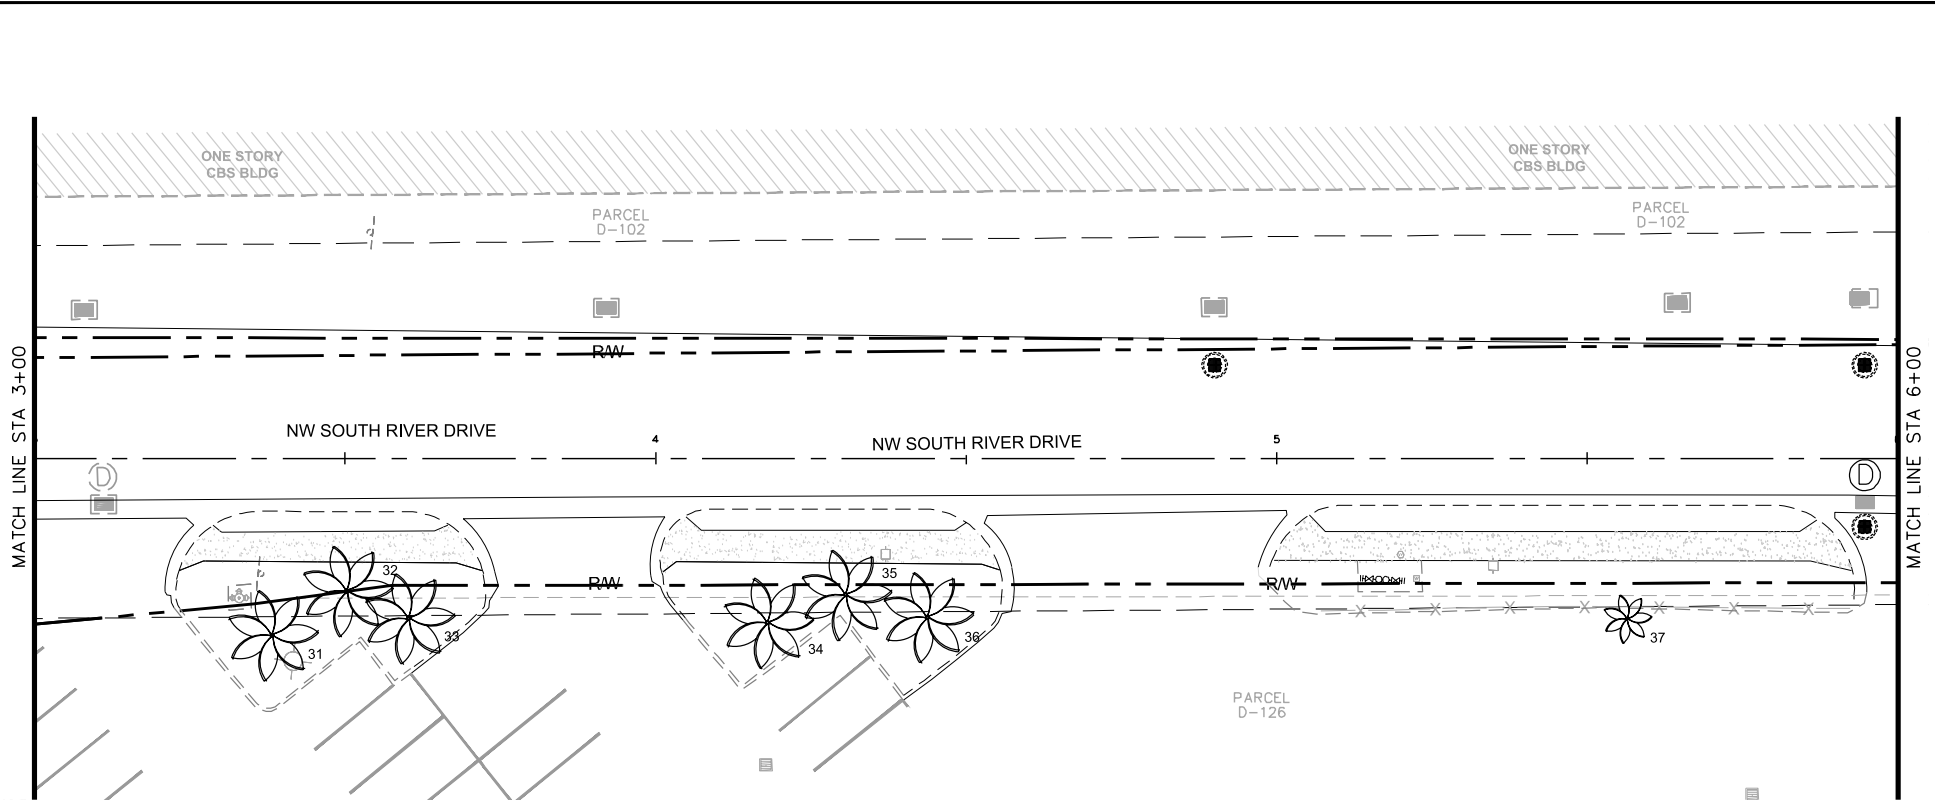 ONE STORY
CBS BLDG
ONE STORY
CBS BLDG
PARCEL
D-102
PARCEL
D-102
R/W
MATCH LINE STA 3+00
MATCH LINE STA 6+00
NW SOUTH RIVER DRIVE
4
NW SOUTH RIVER DRIVE
5
D
D
32
35
R/W
R/W
33
36
31
34
37
PARCEL
D-126